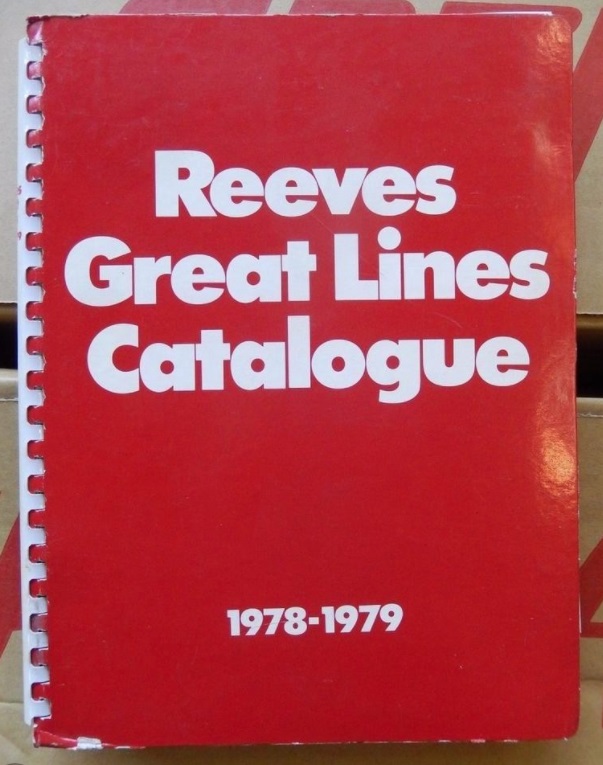 Reeves
Great Lines
Catalogue
1978-1979